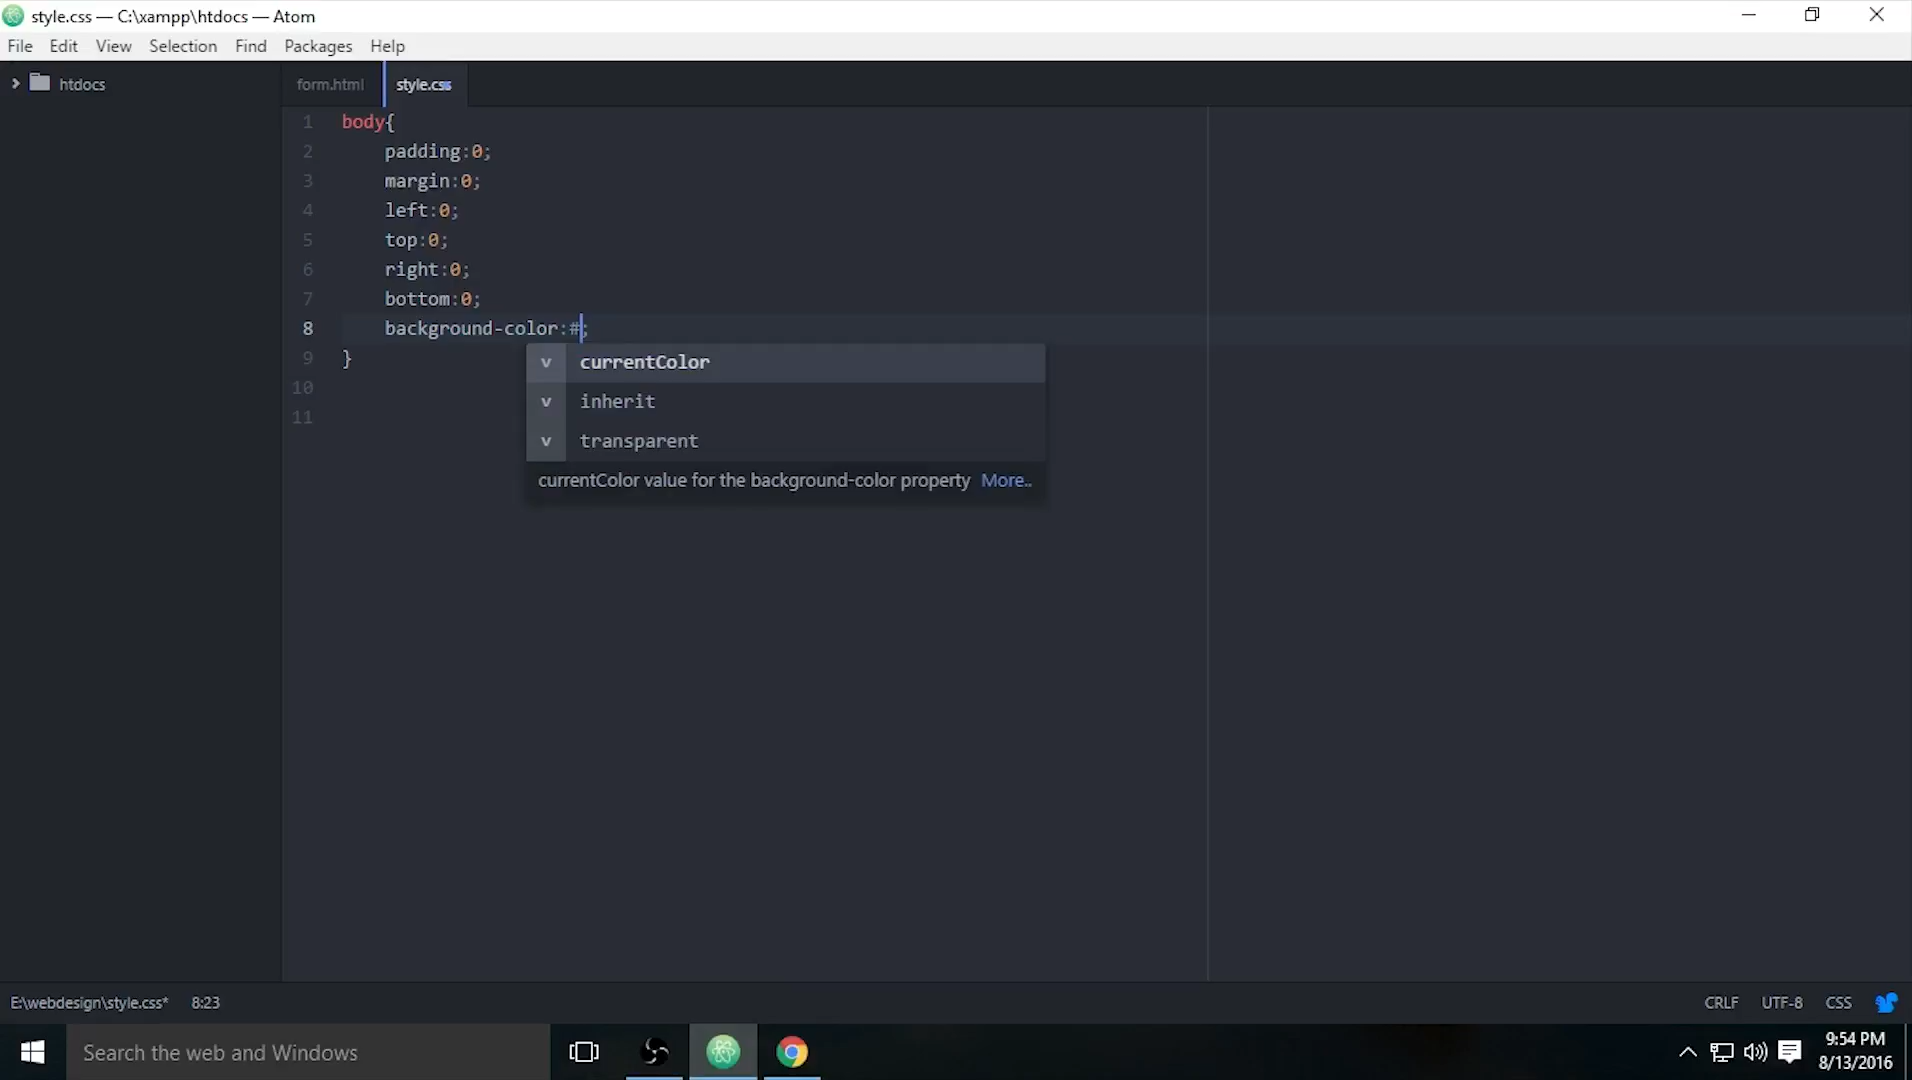 style.css — C:\xampp\htdocs — Atom
File Edit View Selection Find Packages Help
htdocs
form.html
style.css
1 body{
2 padding:0;
3 margin:0;
4 left:0;
5 top:0;
6 right:0;
7 bottom:0;
8 background-color:#;
9 }
10
11
v currentColor
v inherit
v transparent
currentColor value for the background-color property More..
E:\webdesign\style.css* 8:23
CRLF UTF-8 CSS
Search the web and Windows
9:54 PM
8/13/2016